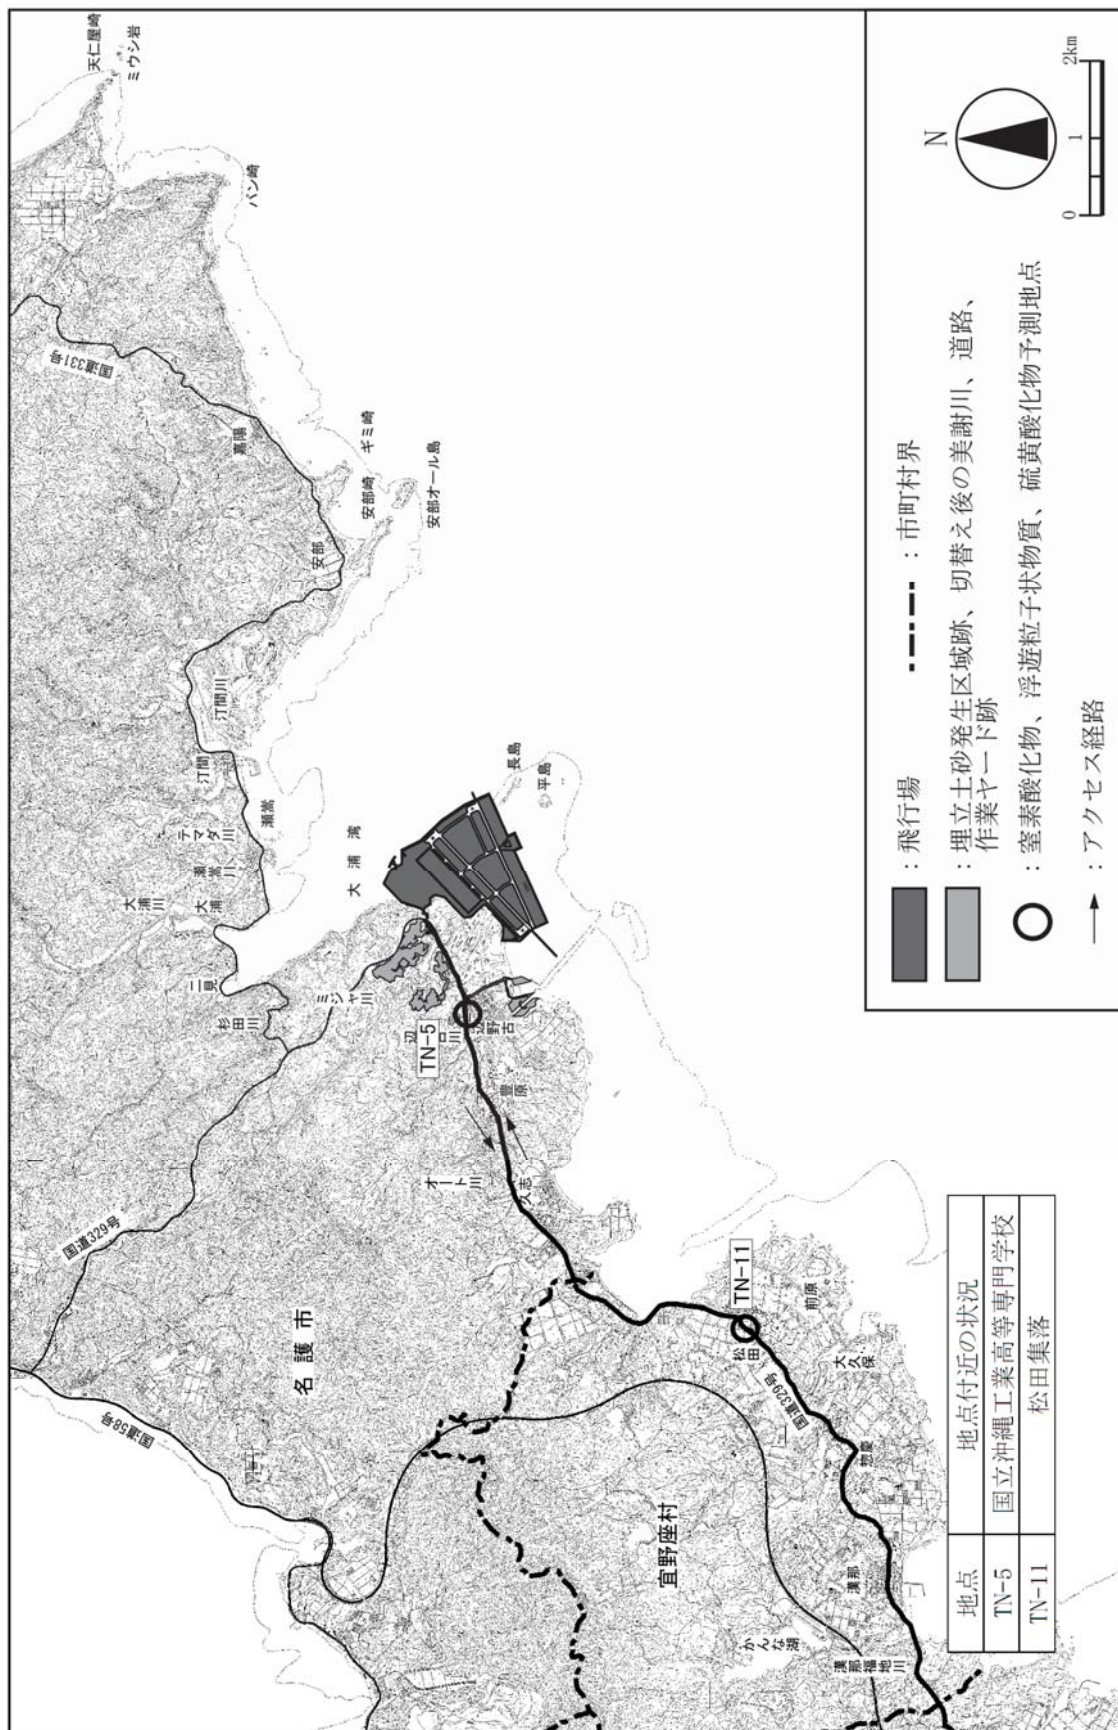 天仁屋崎
ミウシ岩
バン崎
国道331号
嘉陽
ギミ崎
安部崎
安部オール島
安部
汀間川
汀間
テマダ川
瀬嵩川
瀬嵩
大浦川
大浦
大浦湾
二見
杉田川
ミジャ川
長島
平島
TN-5
辺野古
豊原
久志
オート川
国道329号
名護市
国道58号
TN-11
松田
前原
大久保
国道329号
惣慶
宜野座村
漢那
かんな湖
漢那福地川
N
0 1 2km
：飛行場
：市町村界
：埋立土砂発生区域跡、切替え後の美謝川、道路、
作業ヤード跡
：窒素酸化物、浮遊粒子状物質、硫黄酸化物予測地点
：アクセス経路
地点 地点付近の状況
TN-5 国立沖縄工業高等専門学校
TN-11 松田集落